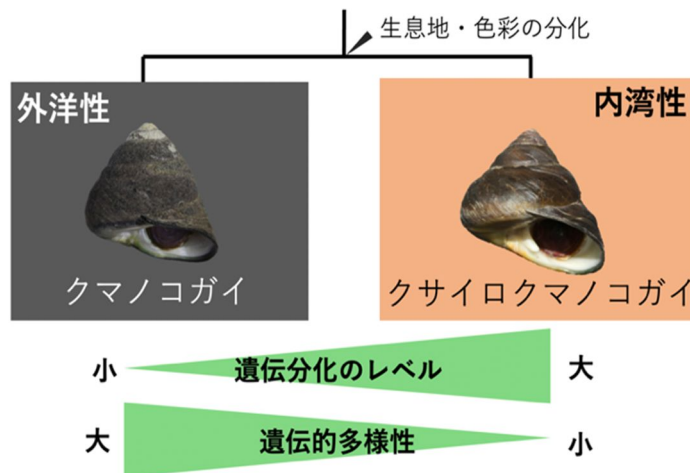 生息地・色彩の分化
外洋性
内湾性
クマノコガイ
クサイロクマノコガイ
小 遺伝分化のレベル 大
大 遺伝的多様性 小